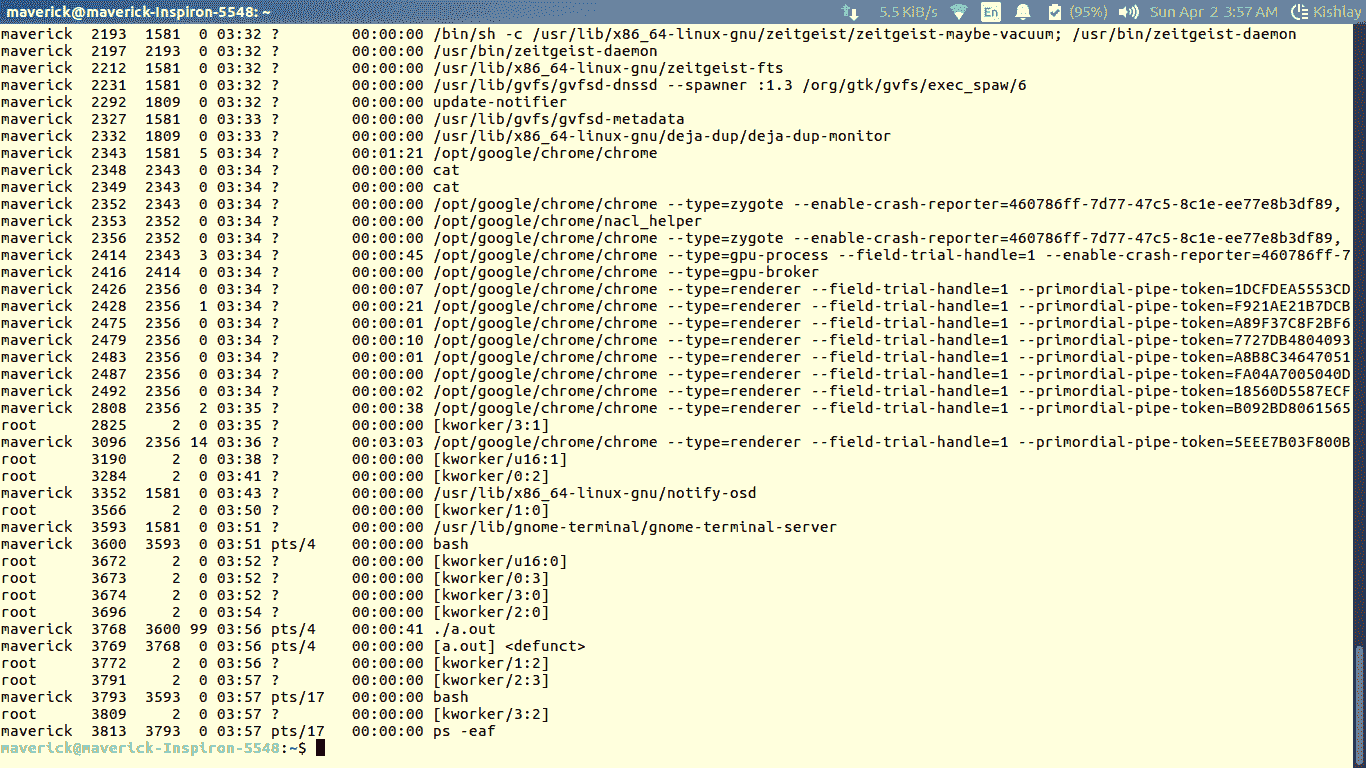 maverick@maverick-Inspiron-5548: ~ 5.5 KiB/s En (95%) Sun Apr 2 3:57 AM Kishlay
maverick  2193  1581  0 03:32 ?        00:00:00 /bin/sh -c /usr/lib/x86_64-linux-gnu/zeitgeist/zeitgeist-maybe-vacuum; /usr/bin/zeitgeist-daemon
maverick  2197  2193  0 03:32 ?        00:00:00 /usr/bin/zeitgeist-daemon
maverick  2212  1581  0 03:32 ?        00:00:00 /usr/lib/x86_64-linux-gnu/zeitgeist-fts
maverick  2231  1581  0 03:32 ?        00:00:00 /usr/lib/gvfs/gvfsd-dnssd --spawner :1.3 /org/gtk/gvfs/exec_spaw/6
maverick  2292  1809  0 03:32 ?        00:00:00 update-notifier
maverick  2327  1581  0 03:33 ?        00:00:00 /usr/lib/gvfs/gvfsd-metadata
maverick  2332  1809  0 03:33 ?        00:00:00 /usr/lib/x86_64-linux-gnu/deja-dup/deja-dup-monitor
maverick  2343  1581  5 03:34 ?        00:01:21 /opt/google/chrome/chrome
maverick  2348  2343  0 03:34 ?        00:00:00 cat
maverick  2349  2343  0 03:34 ?        00:00:00 cat
maverick  2352  2343  0 03:34 ?        00:00:00 /opt/google/chrome/chrome --type=zygote --enable-crash-reporter=460786ff-7d77-47c5-8c1e-ee77e8b3df89,
maverick  2353  2352  0 03:34 ?        00:00:00 /opt/google/chrome/nacl_helper
maverick  2356  2352  0 03:34 ?        00:00:00 /opt/google/chrome/chrome --type=zygote --enable-crash-reporter=460786ff-7d77-47c5-8c1e-ee77e8b3df89,
maverick  2414  2343  3 03:34 ?        00:00:45 /opt/google/chrome/chrome --type=gpu-process --field-trial-handle=1 --enable-crash-reporter=460786ff-7
maverick  2416  2414  0 03:34 ?        00:00:00 /opt/google/chrome/chrome --type=gpu-broker
maverick  2426  2356  0 03:34 ?        00:00:07 /opt/google/chrome/chrome --type=renderer --field-trial-handle=1 --primordial-pipe-token=1DCFDEA5553CD
maverick  2428  2356  1 03:34 ?        00:00:21 /opt/google/chrome/chrome --type=renderer --field-trial-handle=1 --primordial-pipe-token=F921AE21B7DCB
maverick  2475  2356  0 03:34 ?        00:00:01 /opt/google/chrome/chrome --type=renderer --field-trial-handle=1 --primordial-pipe-token=A89F37C8F2BF6
maverick  2479  2356  0 03:34 ?        00:00:10 /opt/google/chrome/chrome --type=renderer --field-trial-handle=1 --primordial-pipe-token=7727DB4804093
maverick  2483  2356  0 03:34 ?        00:00:01 /opt/google/chrome/chrome --type=renderer --field-trial-handle=1 --primordial-pipe-token=A8B8C34647051
maverick  2487  2356  0 03:34 ?        00:00:00 /opt/google/chrome/chrome --type=renderer --field-trial-handle=1 --primordial-pipe-token=FA04A7005040D
maverick  2492  2356  0 03:34 ?        00:00:02 /opt/google/chrome/chrome --type=renderer --field-trial-handle=1 --primordial-pipe-token=18560D5587ECF
maverick  2808  2356  2 03:35 ?        00:00:38 /opt/google/chrome/chrome --type=renderer --field-trial-handle=1 --primordial-pipe-token=B092BD8061565
root      2825     2  0 03:35 ?        00:00:00 [kworker/3:1]
maverick  3096  2356 14 03:36 ?        00:03:03 /opt/google/chrome/chrome --type=renderer --field-trial-handle=1 --primordial-pipe-token=5EEE7B03F800B
root      3190     2  0 03:38 ?        00:00:00 [kworker/u16:1]
root      3284     2  0 03:41 ?        00:00:00 [kworker/0:2]
maverick  3352  1581  0 03:43 ?        00:00:00 /usr/lib/x86_64-linux-gnu/notify-osd
root      3566     2  0 03:50 ?        00:00:00 [kworker/1:0]
maverick  3593  1581  0 03:51 ?        00:00:00 /usr/lib/gnome-terminal/gnome-terminal-server
maverick  3600  3593  0 03:51 pts/4    00:00:00 bash
root      3672     2  0 03:52 ?        00:00:00 [kworker/u16:0]
root      3673     2  0 03:52 ?        00:00:00 [kworker/0:3]
root      3674     2  0 03:52 ?        00:00:00 [kworker/3:0]
root      3696     2  0 03:54 ?        00:00:00 [kworker/2:0]
maverick  3768  3600 99 03:56 pts/4    00:00:41 ./a.out
maverick  3769  3768  0 03:56 pts/4    00:00:00 [a.out] <defunct>
root      3772     2  0 03:56 ?        00:00:00 [kworker/1:2]
root      3791     2  0 03:57 ?        00:00:00 [kworker/2:3]
maverick  3793  3593  0 03:57 pts/17   00:00:00 bash
root      3809     2  0 03:57 ?        00:00:00 [kworker/3:2]
maverick  3813  3793  0 03:57 pts/17   00:00:00 ps -eaf
maverick@maverick-Inspiron-5548:~$